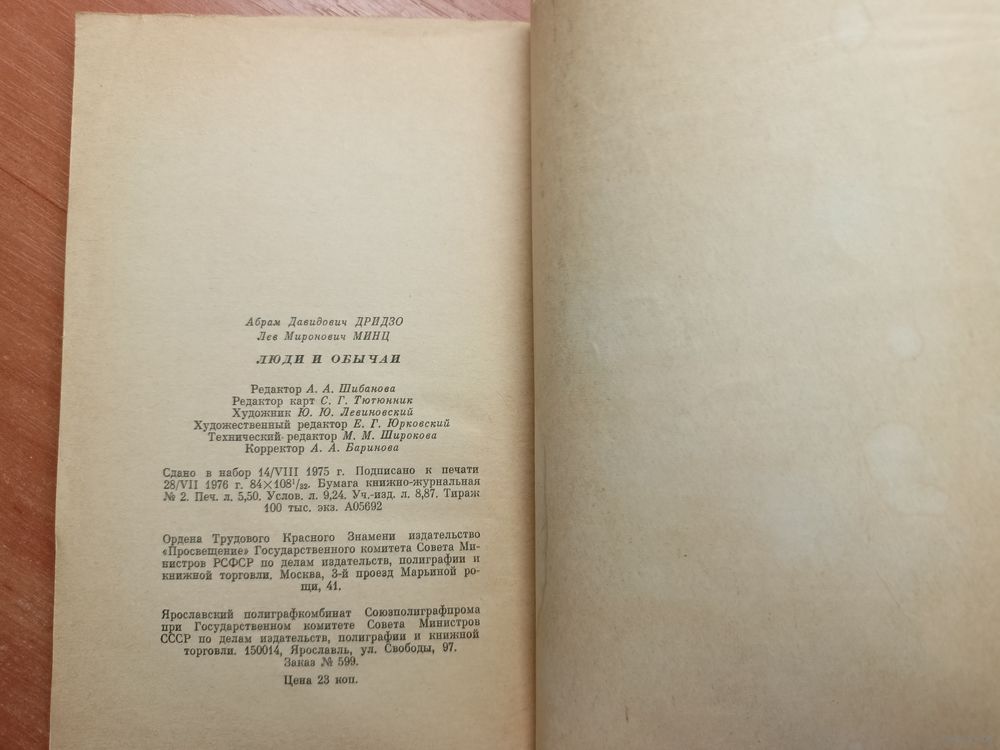 Абрам Давидович ДРИДЗО
Лев Миронович МИНЦ
ЛЮДИ И ОБЫЧАИ
Редактор А. А. Шибанова
Редактор карт С. Г. Тютюнник
Художник Ю. Ю. Левиновский
Художественный редактор Е. Г. Юрковский
Технический редактор М. М. Широкова
Корректор А. А. Баринова
Сдано в набор 14/VIII 1975 г. Подписано к печати
28/VII 1976 г. 84×108¹/₃₂. Бумага книжно-журнальная
№ 2. Печ. л. 5,50. Услов. л. 9,24. Уч.-изд. л. 8,87. Тираж
100 тыс. экз. А05692
Ордена Трудового Красного Знамени издательство
«Просвещение» Государственного комитета Совета Ми-
нистров РСФСР по делам издательств, полиграфии и
книжной торговли. Москва, 3-й проезд Марьиной ро-
щи, 41.
Ярославский полиграфкомбинат Союзполиграфпрома
при Государственном комитете Совета Министров
СССР по делам издательств, полиграфии и книжной
торговли. 150014, Ярославль, ул. Свободы, 97.
Заказ № 599.
Цена 23 коп.